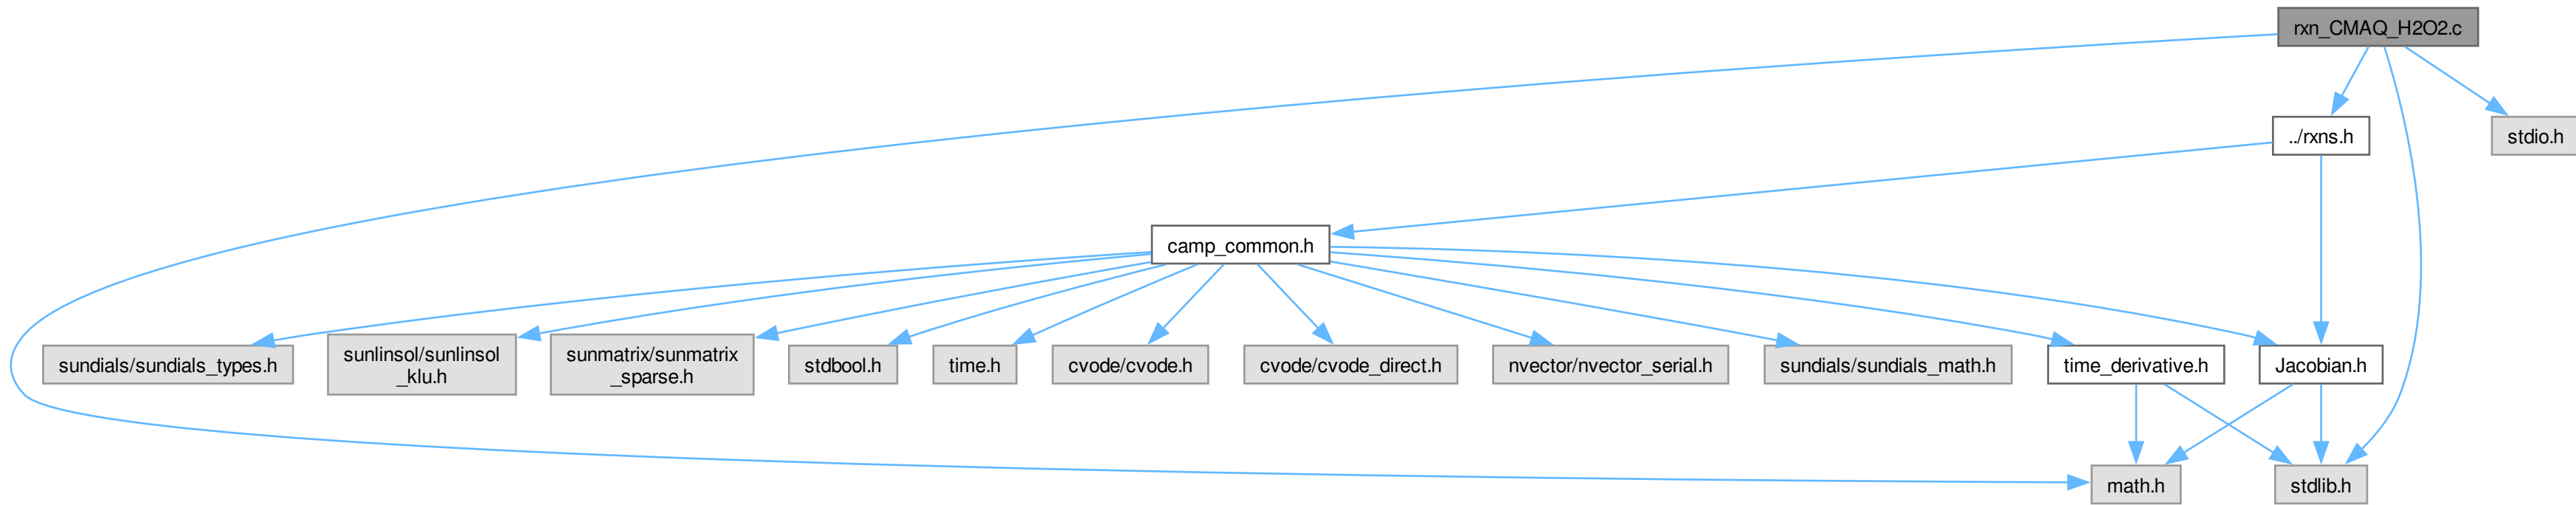 rxn_CMAQ_H2O2.c
../rxns.h
stdio.h
camp_common.h
sundials/sundials_types.h
sunlinsol/sunlinsol
_klu.h
sunmatrix/sunmatrix
_sparse.h
stdbool.h
time.h
cvode/cvode.h
cvode/cvode_direct.h
nvector/nvector_serial.h
sundials/sundials_math.h
time_derivative.h
Jacobian.h
math.h
stdlib.h